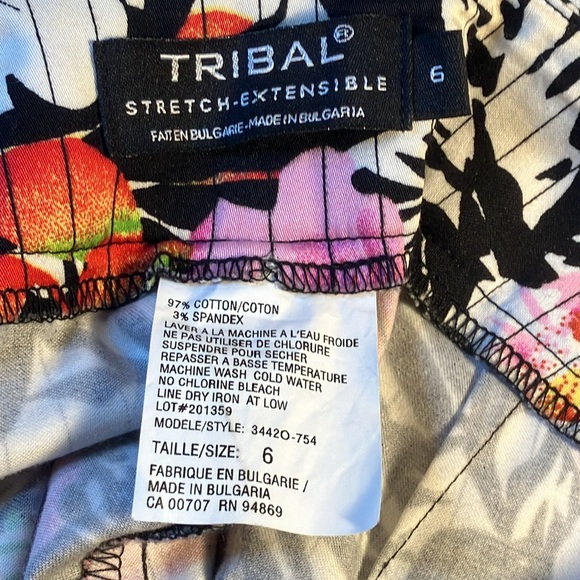 TRIBAL®
STRETCH-EXTENSIBLE
FAIT EN BULGARIE-MADE IN BULGARIA
6
97% COTTON/COTON
3% SPANDEX
LAVER A LA MACHINE A L'EAU FROIDE
NE PAS UTILISER DE CHLORURE
SUSPENDRE POUR SECHER
REPASSER A BASSE TEMPERATURE
MACHINE WASH COLD WATER
NO CHLORINE BLEACH
LINE DRY IRON AT LOW
LOT#201359
MODELE/STYLE: 3442O-754
TAILLE/SIZE: 6
FABRIQUE EN BULGARIE/
MADE IN BULGARIA
CA 00707 RN 94869